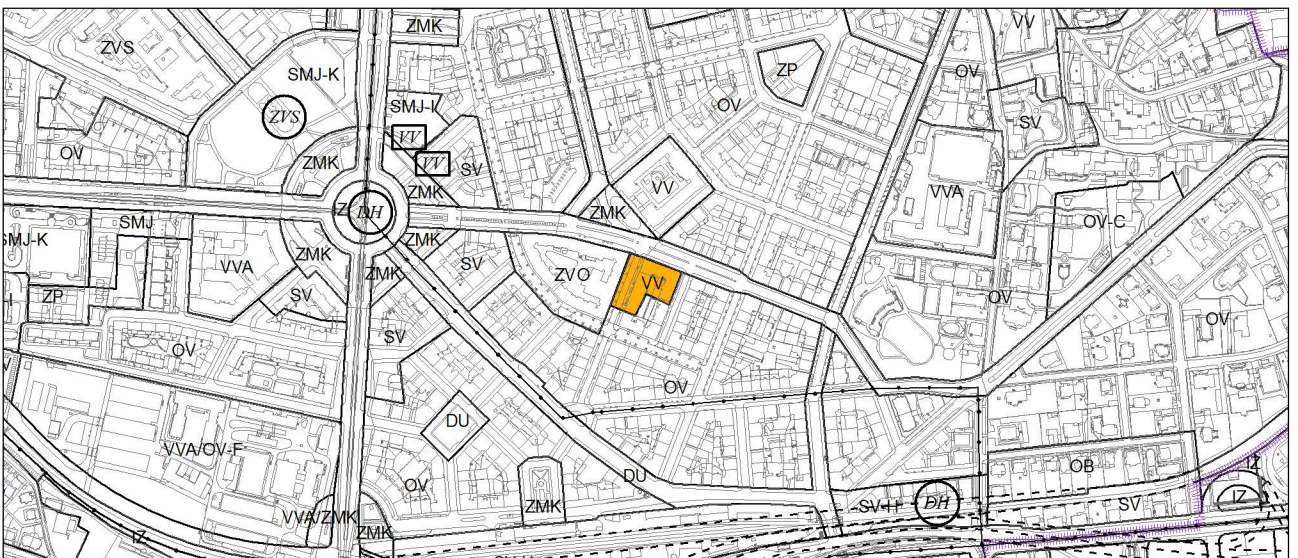 ZMK
VV
ZVS
SMJ-K
ZP
OV
OV
SMJ-I
ZVS
VV
SV
OV
VV
SV
ZMK
VV
VVA
ZMK
IZ
DH
ZMK
OV-C
SMJ
SMJ-K
ZMK
ZMK
VVA
SV
ZVO
VV
ZMK
OV
ZP
SV
OV
SV
OV
OV
DU
VVA/OV-F
DU
OB
IZ
OV
ZMK
SV-H
DH
SV
IZ
VVA/ZMK
ZMK
IZ